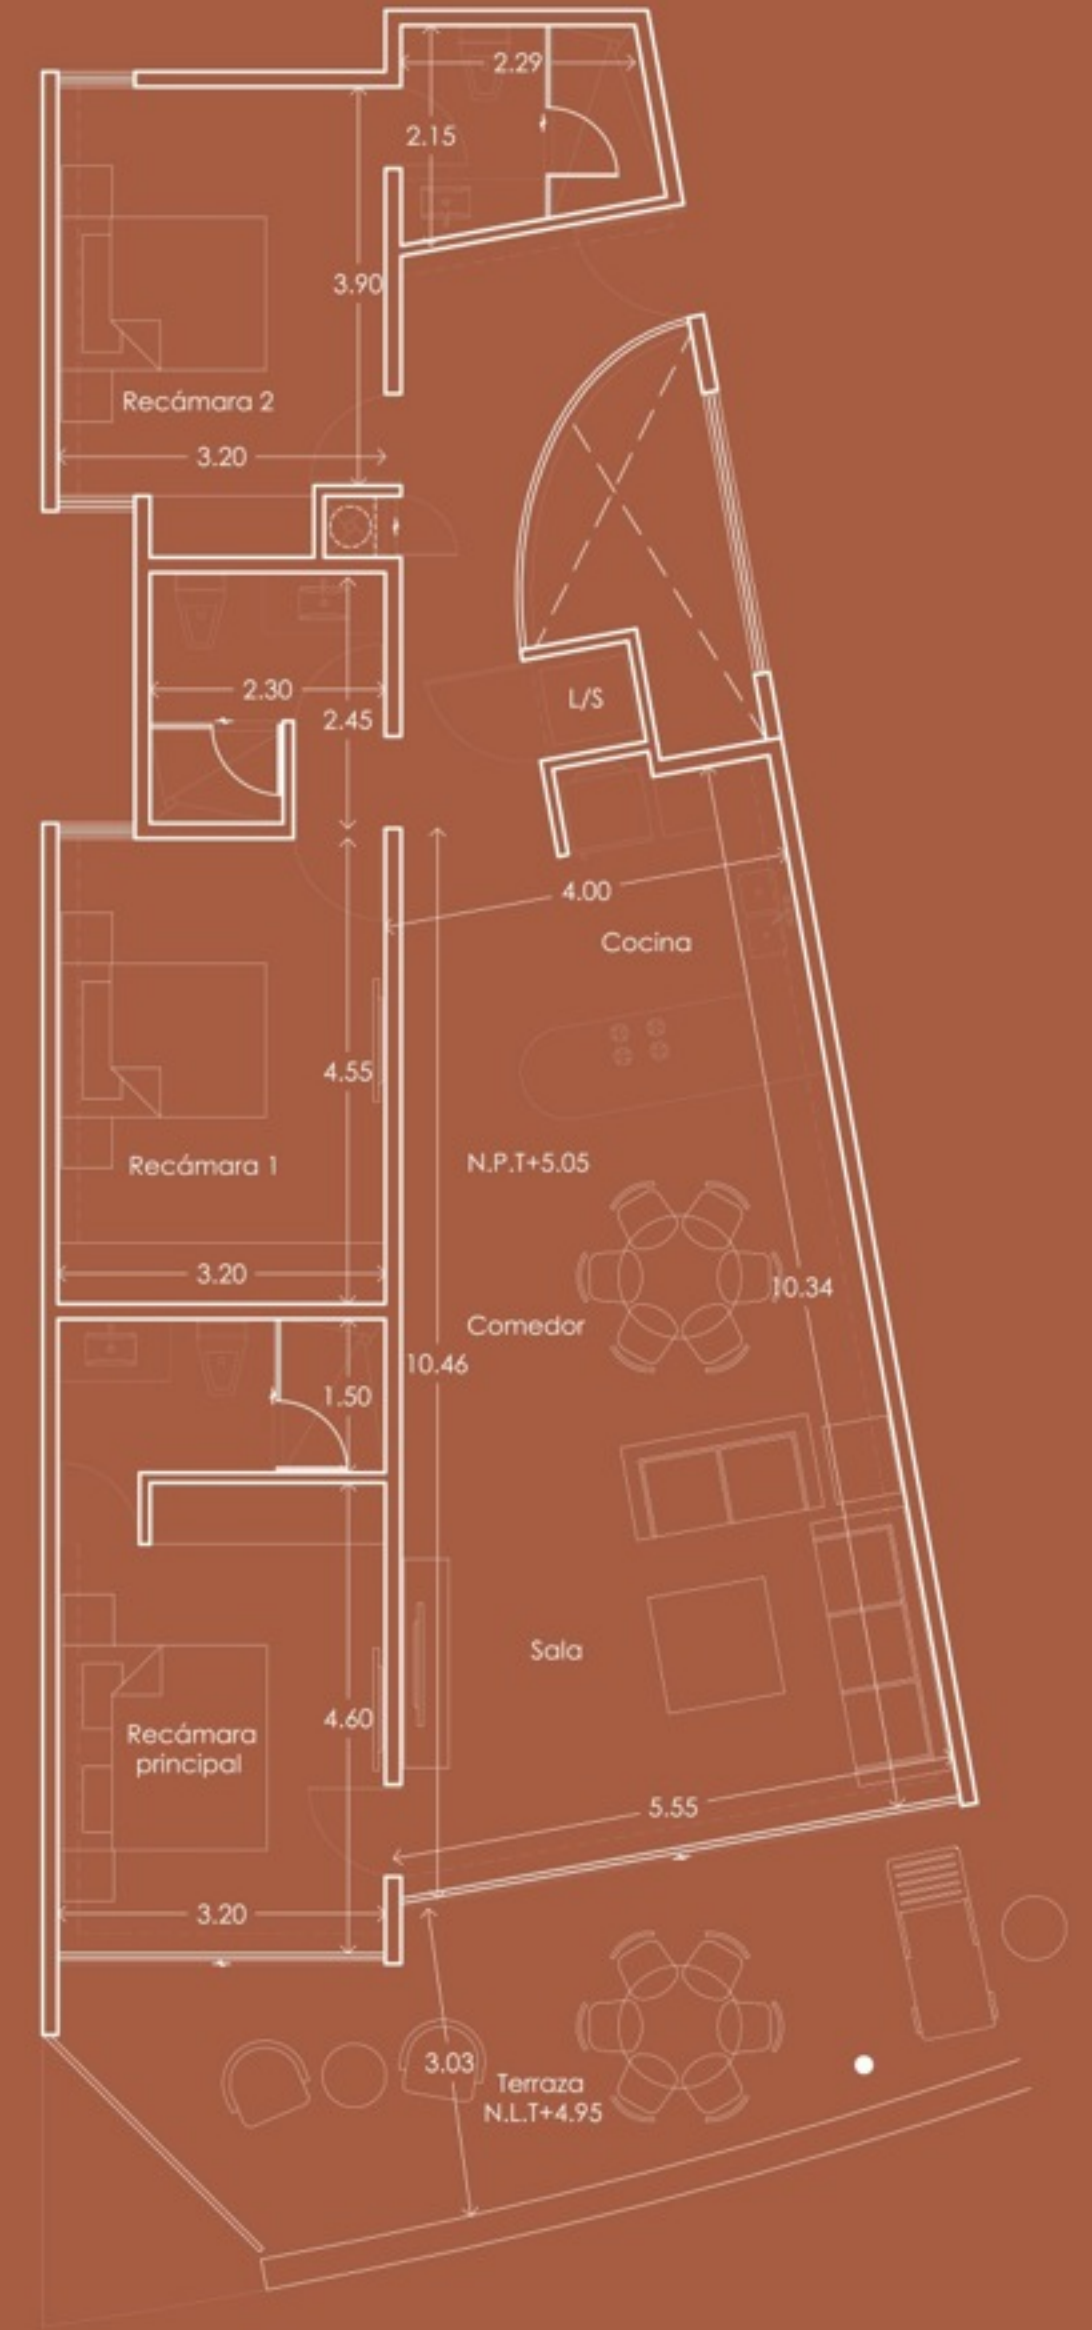 2.29
2.15
3.90
Recámara 2
3.20
2.30
2.45
L/S
4.00
Cocina
4.55
Recámara 1
N.P.T+5.05
3.20
10.34
Comedor
10.46
1.50
Sala
4.60
Recámara
principal
5.55
3.20
3.03
Terraza
N.L.T+4.95